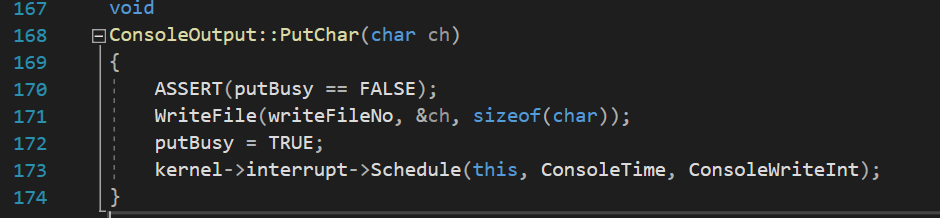 167 void
168 ConsoleOutput::PutChar(char ch)
169 {
170 ASSERT(putBusy == FALSE);
171 WriteFile(writeFileNo, &ch, sizeof(char));
172 putBusy = TRUE;
173 kernel->interrupt->Schedule(this, ConsoleTime, ConsoleWriteInt);
174 }